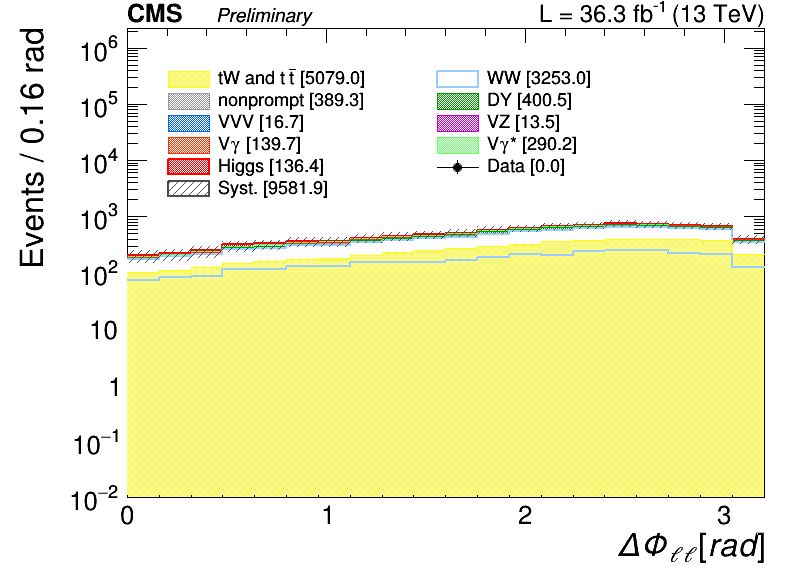 CMS Preliminary L = 36.3 fb⁻¹ (13 TeV)
Events / 0.16 rad
10⁶
10⁵
10⁴
10³
10²
10
1
10⁻¹
10⁻²
tW and tt̅ [5079.0] WW [3253.0]
nonprompt [389.3] DY [400.5]
VVV [16.7] VZ [13.5]
Vγ [139.7] Vγ* [290.2]
Higgs [136.4] Data [0.0]
Syst. [9581.9]
0 1 2 3
ΔΦℓℓ[rad]